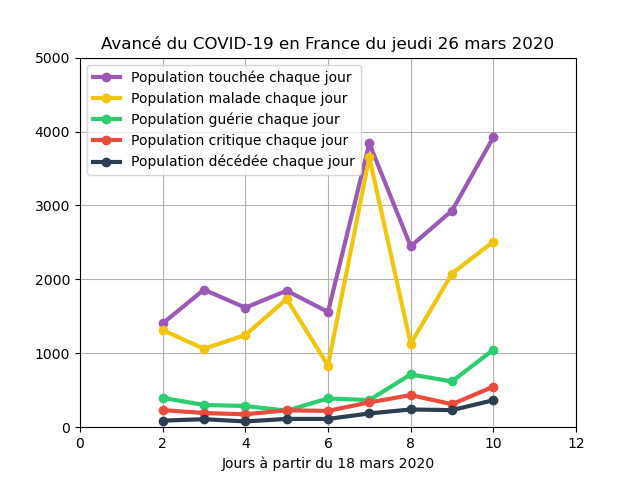 Avancé du COVID-19 en France du jeudi 26 mars 2020
5000
4000
3000
2000
1000
0
Population touchée chaque jour
Population malade chaque jour
Population guérie chaque jour
Population critique chaque jour
Population décédée chaque jour
0 2 4 6 8 10 12
Jours à partir du 18 mars 2020